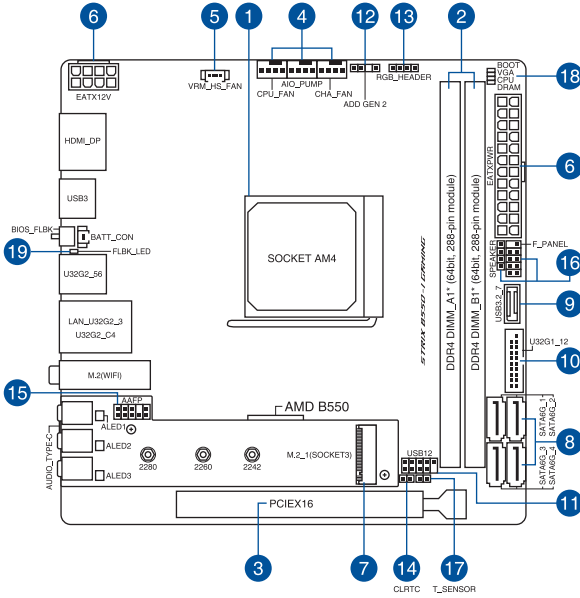 6
5
1
4
12
13
2
EATX12V
VRM_HS_FAN
CPU_FAN
AIO_PUMP
CHA_FAN
ADD GEN 2
RGB_HEADER
BOOT
VGA
CPU
DRAM
18
HDMI_DP
EATXPWR
6
USB3
BIOS_FLBK
BATT_CON
19
FLBK_LED
U32G2_56
SOCKET AM4
STRIX B550-I GAMING
DDR4 DIMM_A1* (64bit, 288-pin module)
DDR4 DIMM_B1* (64bit, 288-pin module)
SPEAKER
F_PANEL
16
USB3.2_7
9
LAN_U32G2_3
U32G2_C4
U32G1_12
10
M.2(WIFI)
15
AAFP
AMD B550
SATA6G_1
SATA6G_2
8
SATA6G_3
SATA6G_4
AUDIO_TYPE-C
ALED1
ALED2
ALED3
2280
2260
2242
M.2_1(SOCKET3)
USB12
11
PCIEX16
3
7
14
17
CLRTC
T_SENSOR